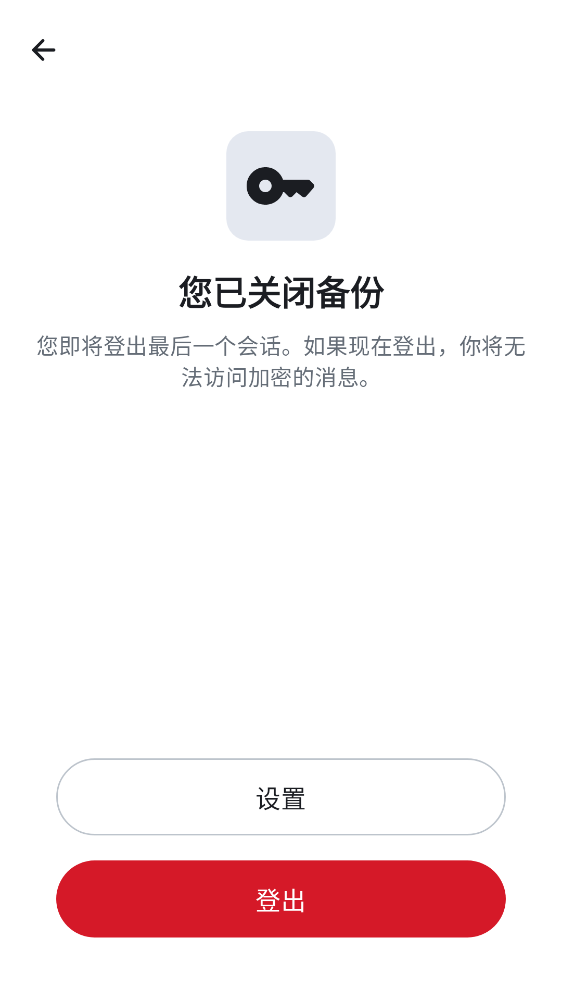 您已关闭备份
您即将登出最后一个会话。如果现在登出，你将无
法访问加密的消息。
设置
登出